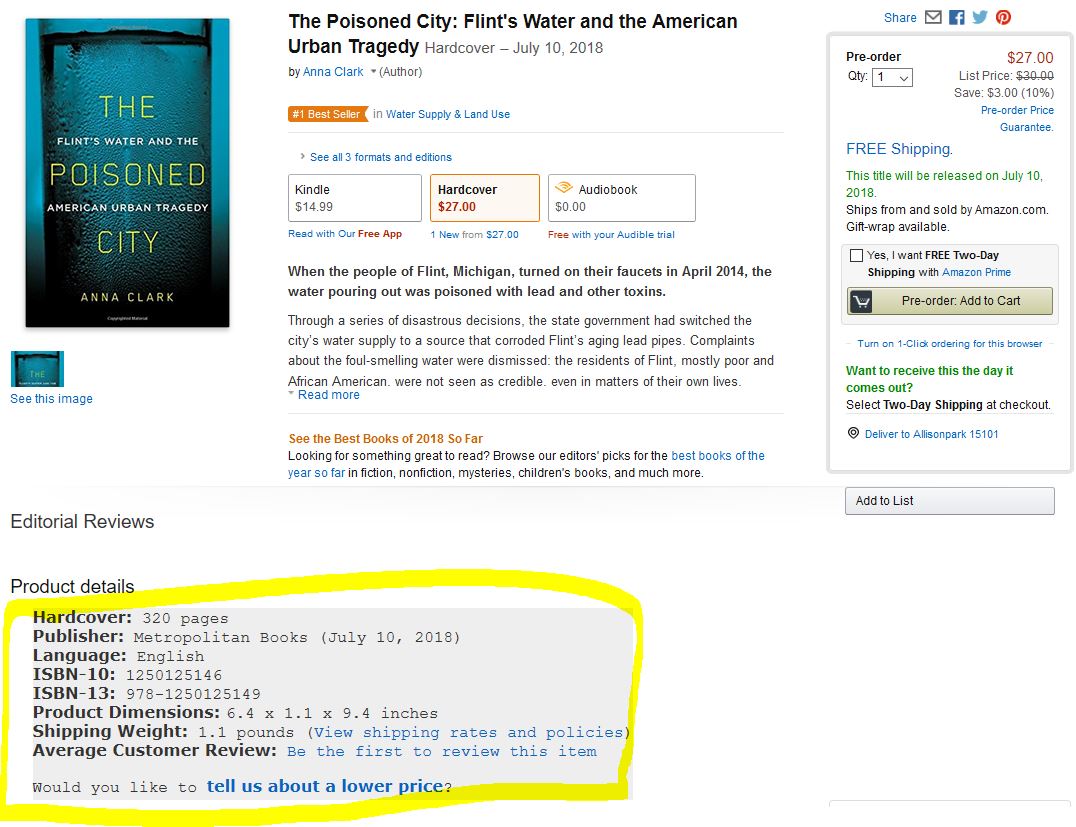 THE
FLINT'S WATER AND THE
POISONED
AMERICAN URBAN TRAGEDY
CITY
ANNA CLARK
Copyrighted Material
THE
See this image
The Poisoned City: Flint's Water and the American
Urban Tragedy Hardcover – July 10, 2018
by Anna Clark (Author)
#1 Best Seller in Water Supply & Land Use
See all 3 formats and editions
Kindle
$14.99
Hardcover
$27.00
Audiobook
$0.00
Read with Our Free App
1 New from $27.00
Free with your Audible trial
When the people of Flint, Michigan, turned on their faucets in April 2014, the
water pouring out was poisoned with lead and other toxins.
Through a series of disastrous decisions, the state government had switched the
city's water supply to a source that corroded Flint's aging lead pipes. Complaints
about the foul-smelling water were dismissed: the residents of Flint, mostly poor and
African American, were not seen as credible, even in matters of their own lives.
Read more
See the Best Books of 2018 So Far
Looking for something great to read? Browse our editors' picks for the best books of the
year so far in fiction, nonfiction, mysteries, children's books, and much more.
Share
Pre-order $27.00
Qty: 1 List Price: $30.00
Save: $3.00 (10%)
Pre-order Price
Guarantee.
FREE Shipping.
This title will be released on July 10,
2018.
Ships from and sold by Amazon.com.
Gift-wrap available.
Yes, I want FREE Two-Day
Shipping with Amazon Prime
Pre-order: Add to Cart
Turn on 1-Click ordering for this browser
Want to receive this the day it
comes out?
Select Two-Day Shipping at checkout.
Deliver to Allisonpark 15101
Add to List
Editorial Reviews
Product details
Hardcover: 320 pages
Publisher: Metropolitan Books (July 10, 2018)
Language: English
ISBN-10: 1250125146
ISBN-13: 978-1250125149
Product Dimensions: 6.4 x 1.1 x 9.4 inches
Shipping Weight: 1.1 pounds (View shipping rates and policies)
Average Customer Review: Be the first to review this item
Would you like to tell us about a lower price?